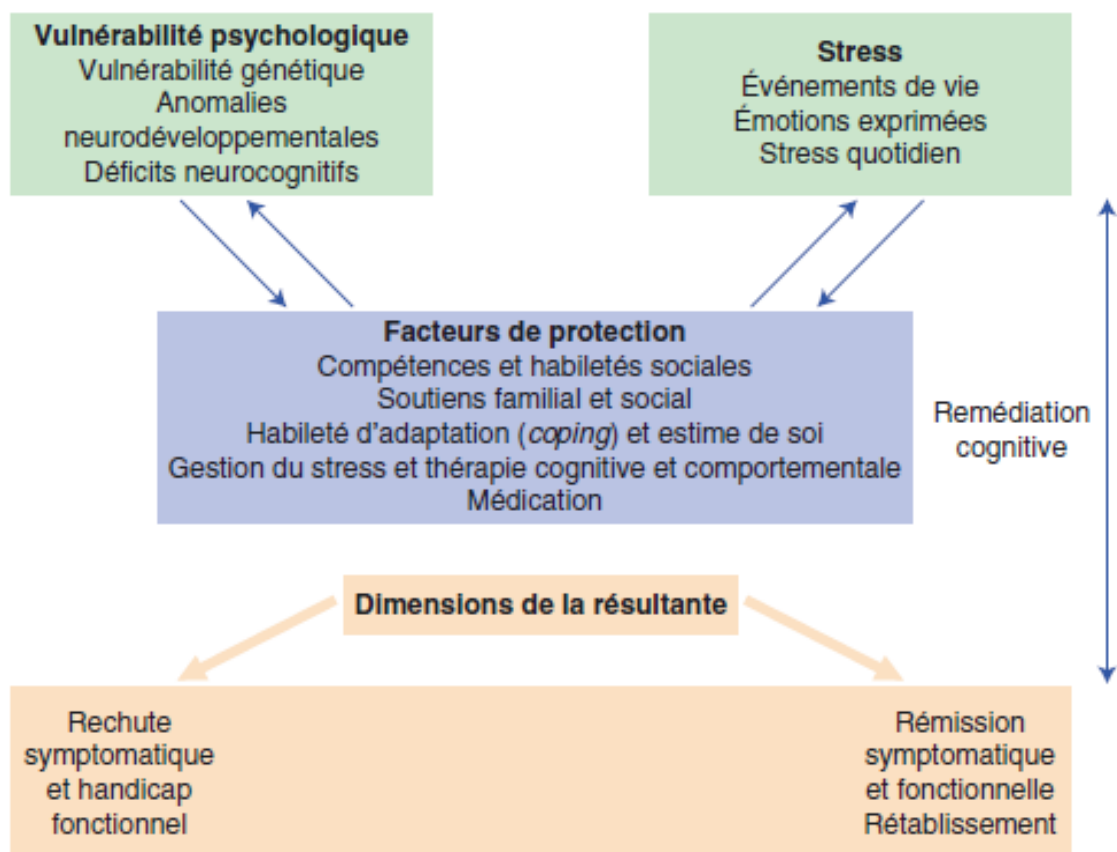 Vulnérabilité psychologique
Vulnérabilité génétique
Anomalies
neurodéveloppementales
Déficits neurocognitifs
Stress
Événements de vie
Émotions exprimées
Stress quotidien
Facteurs de protection
Compétences et habiletés sociales
Soutiens familial et social
Habileté d'adaptation (coping) et estime de soi
Gestion du stress et thérapie cognitive et comportementale
Médication
Remédiation
cognitive
Dimensions de la résultante
Rechute
symptomatique
et handicap
fonctionnel
Rémission
symptomatique
et fonctionnelle
Rétablissement